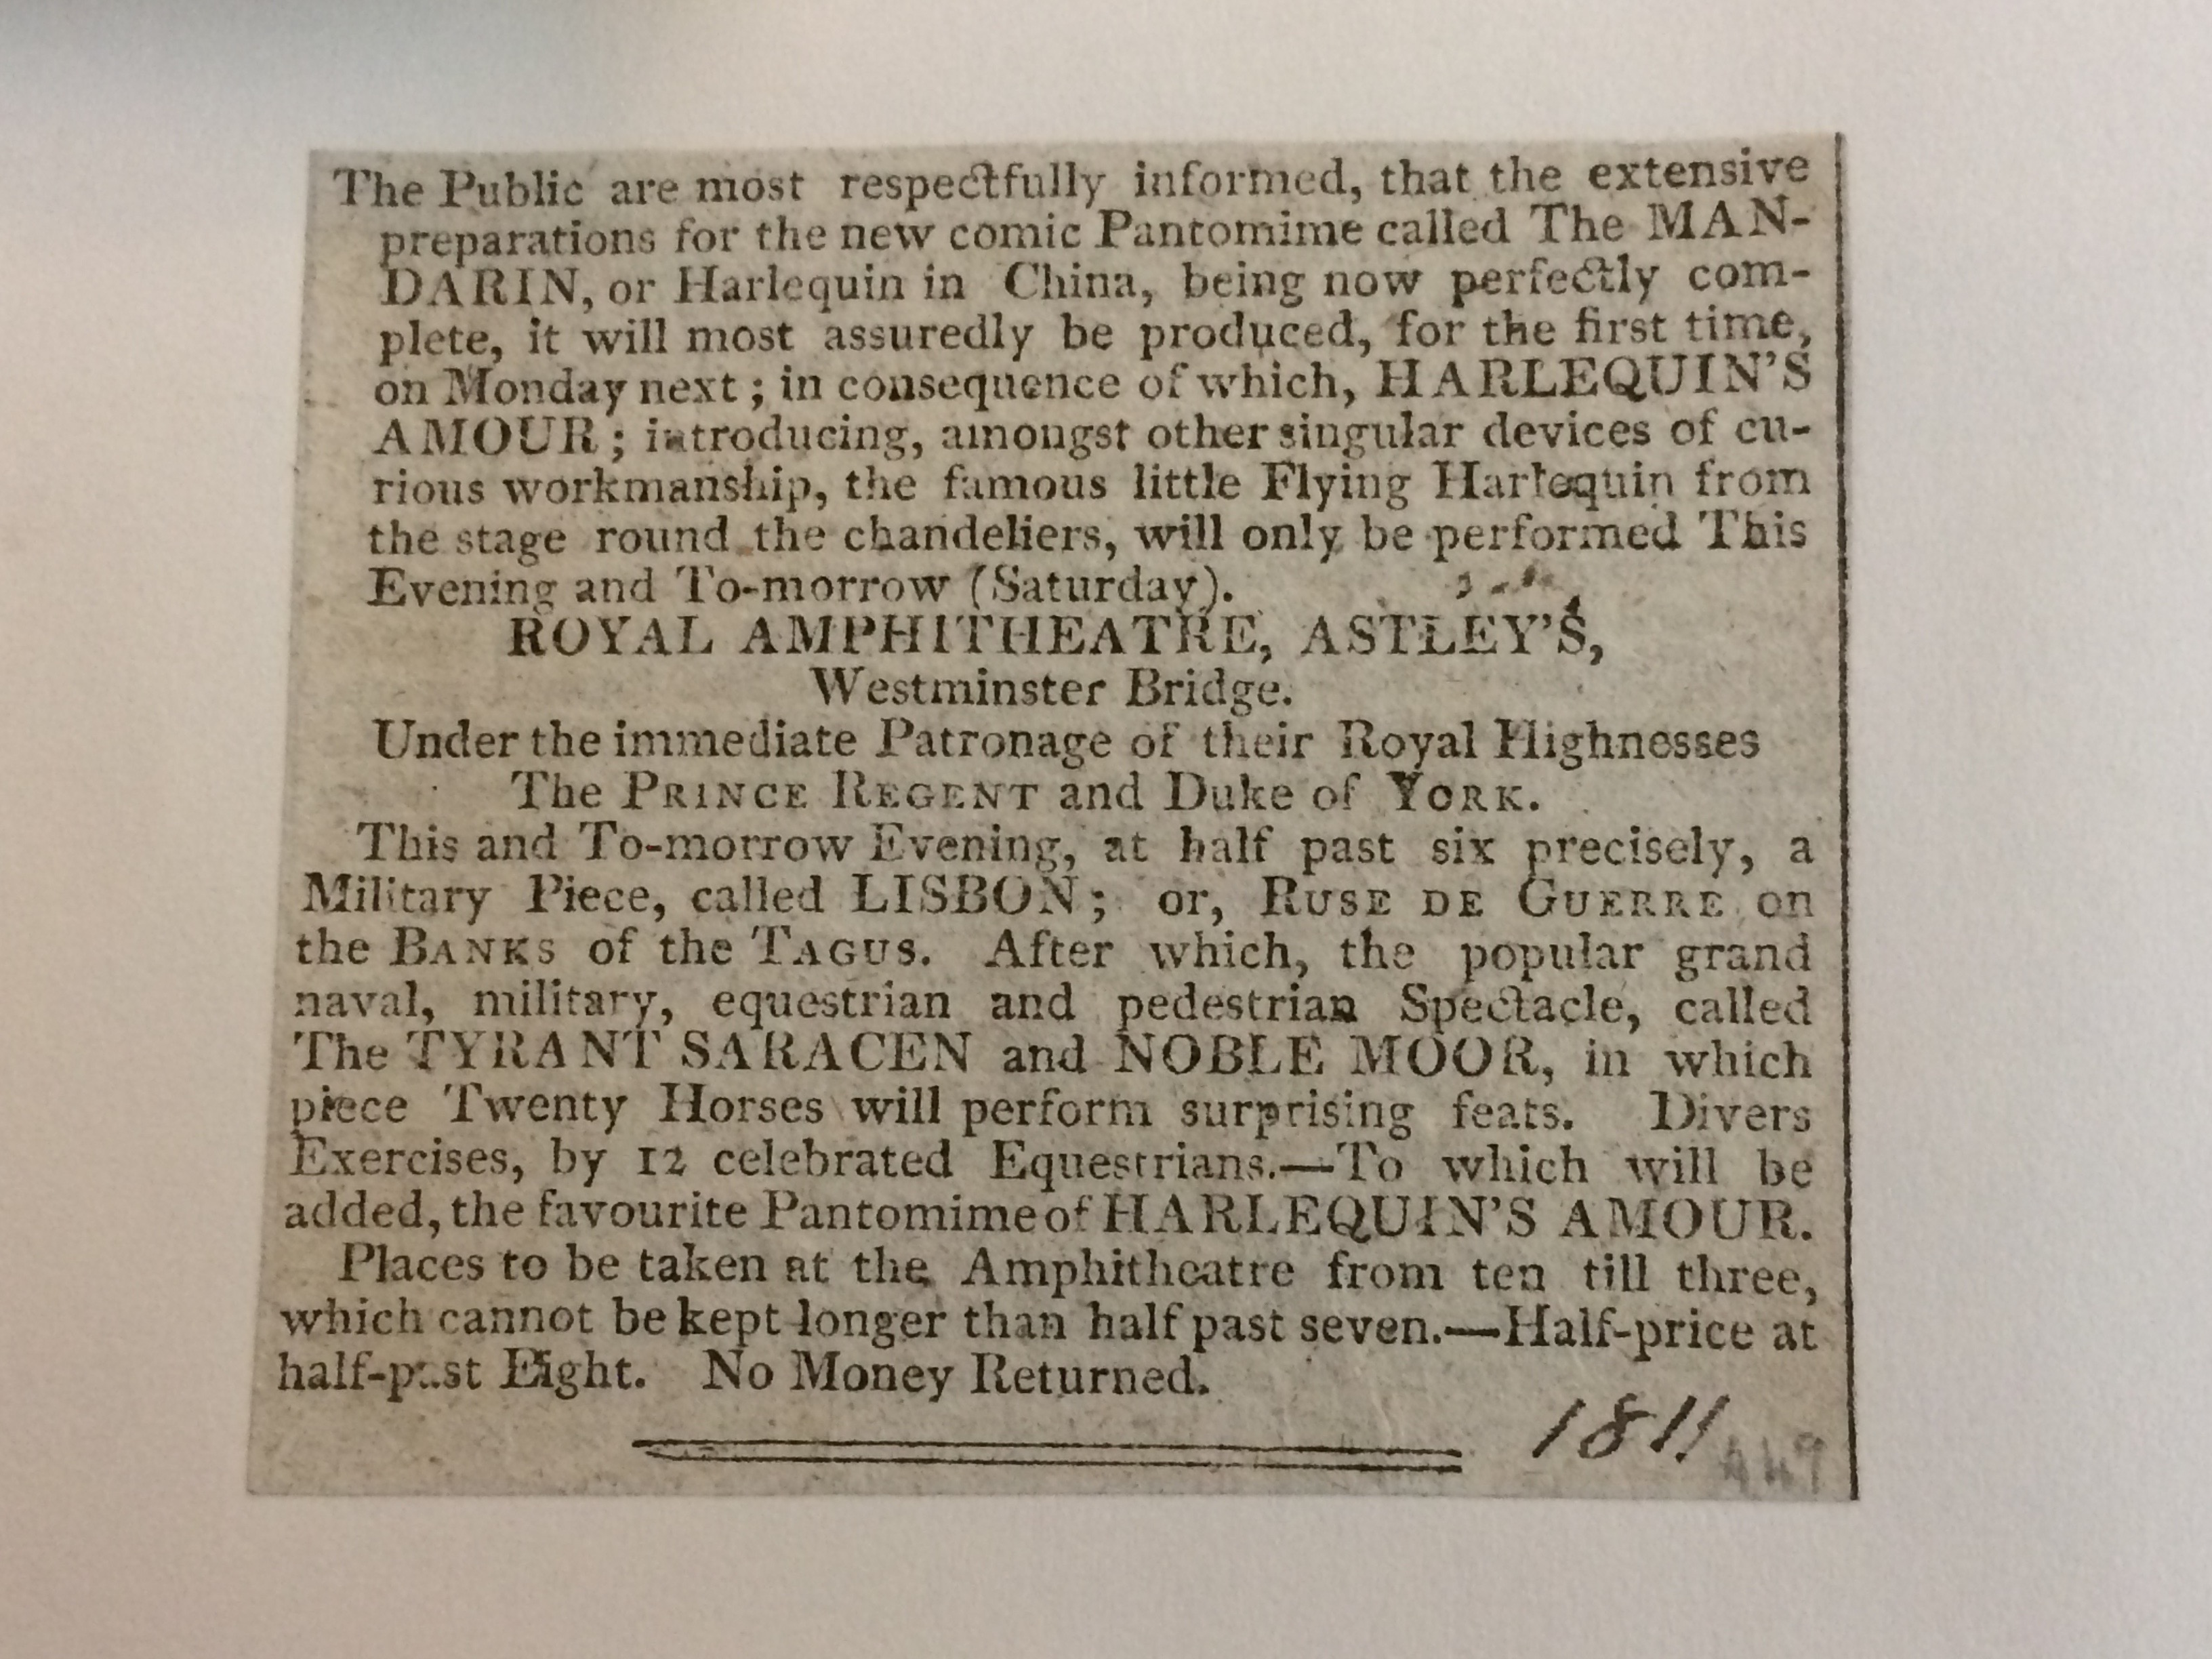 The Public are most respectfully informed, that the extensive
preparations for the new comic Pantomime called The MAN-
DARIN, or Harlequin in China, being now perfectly com-
plete, it will most assuredly be produced, for the first time,
on Monday next; in consequence of which, HARLEQUIN'S
AMOUR; introducing, amongst other singular devices of cu-
rious workmanship, the famous little Flying Harlequin from
the stage round the chandeliers, will only be performed This
Evening and To-morrow (Saturday).
ROYAL AMPHITHEATRE, ASTLEY'S,
Westminster Bridge.
Under the immediate Patronage of their Royal Highnesses
The PRINCE REGENT and Duke of YORK.
This and To-morrow Evening, at half past six precisely, a
Military Piece, called LISBON; or, RUSE DE GUERRE on
the BANKS of the TAGUS. After which, the popular grand
naval, military, equestrian and pedestrian Spectacle, called
The TYRANT SARACEN and NOBLE MOOR, in which
piece Twenty Horses will perform surprising feats. Divers
Exercises, by 12 celebrated Equestrians.—To which will be
added, the favourite Pantomime of HARLEQUIN'S AMOUR.
Places to be taken at the Amphitheatre from ten till three,
which cannot be kept longer than half past seven.—Half-price at
half-past Eight. No Money Returned.
1811